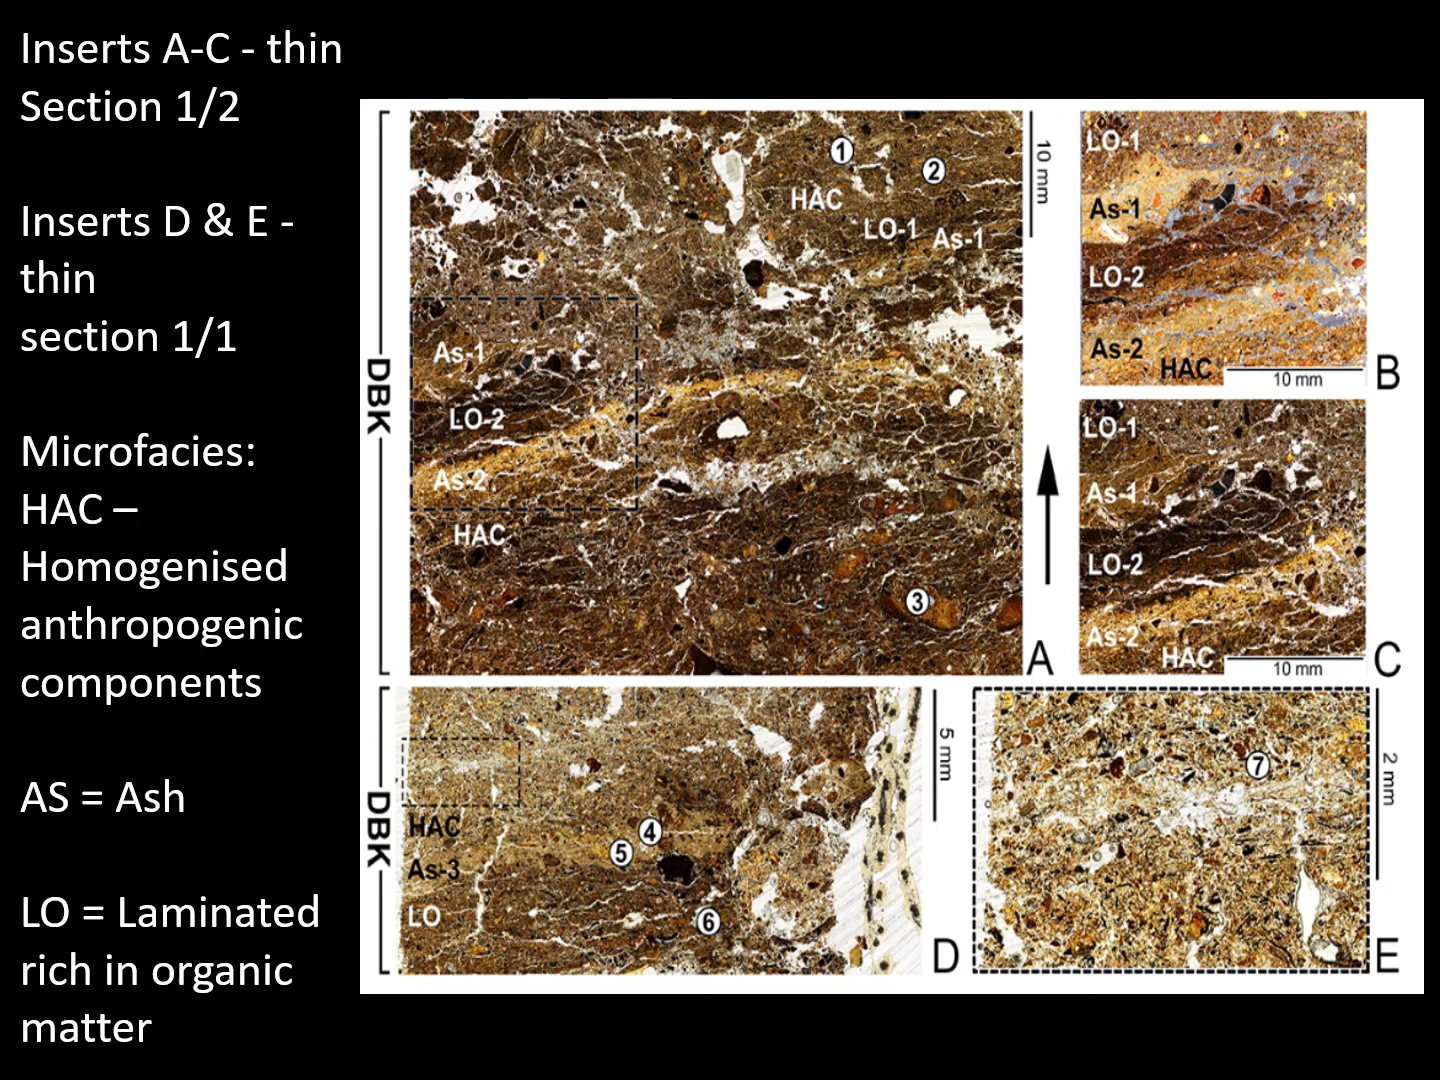 Inserts A-C - thin
Section 1/2
Inserts D & E -
thin
section 1/1
Microfacies:
HAC –
Homogenised
anthropogenic
components
AS = Ash
LO = Laminated
rich in organic
matter
DBK
1
2
HAC
LO-1
As-1
As-1
LO-2
As-2
HAC
3
10 mm
A
LO-1
As-1
LO-2
As-2
HAC
10 mm
B
LO-1
As-1
LO-2
As-2
HAC
10 mm
C
DBK
HAC
4
5
As-3
LO
6
5 mm
D
7
2 mm
E